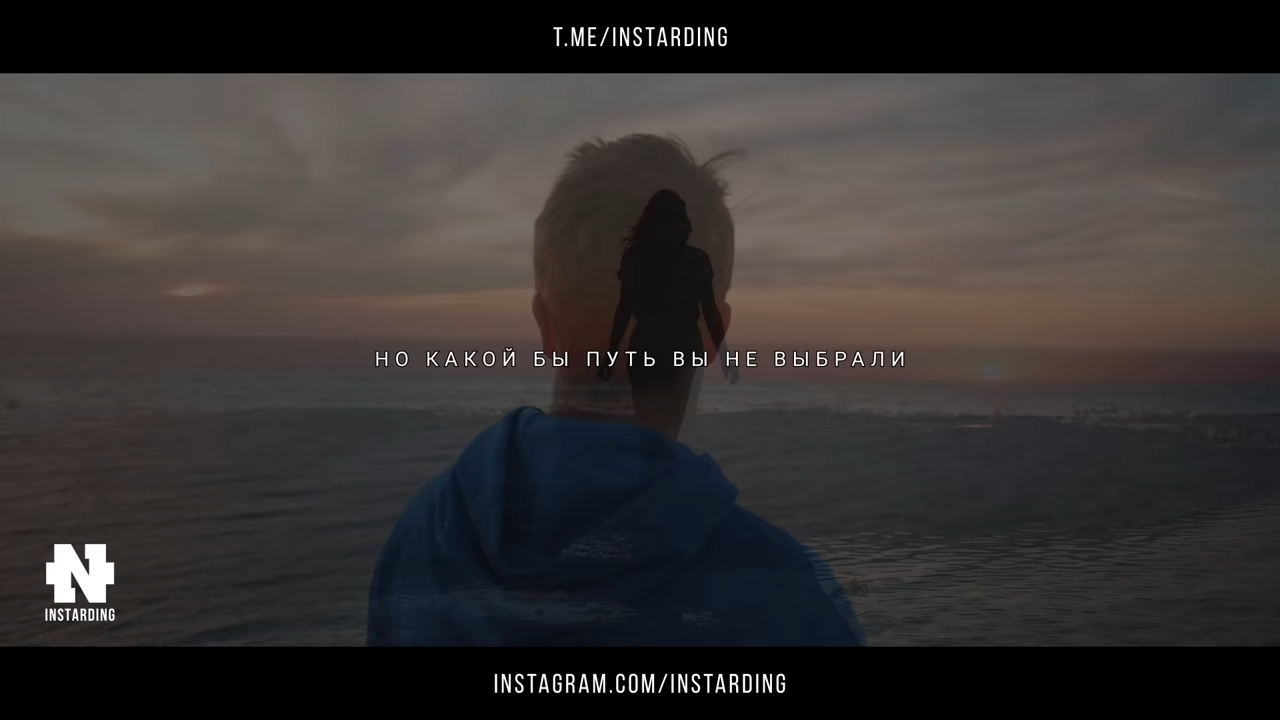 T.ME/INSTARDING
НО КАКОЙ БЫ ПУТЬ ВЫ НЕ ВЫБРАЛИ
N
INSTARDING
INSTAGRAM.COM/INSTARDING